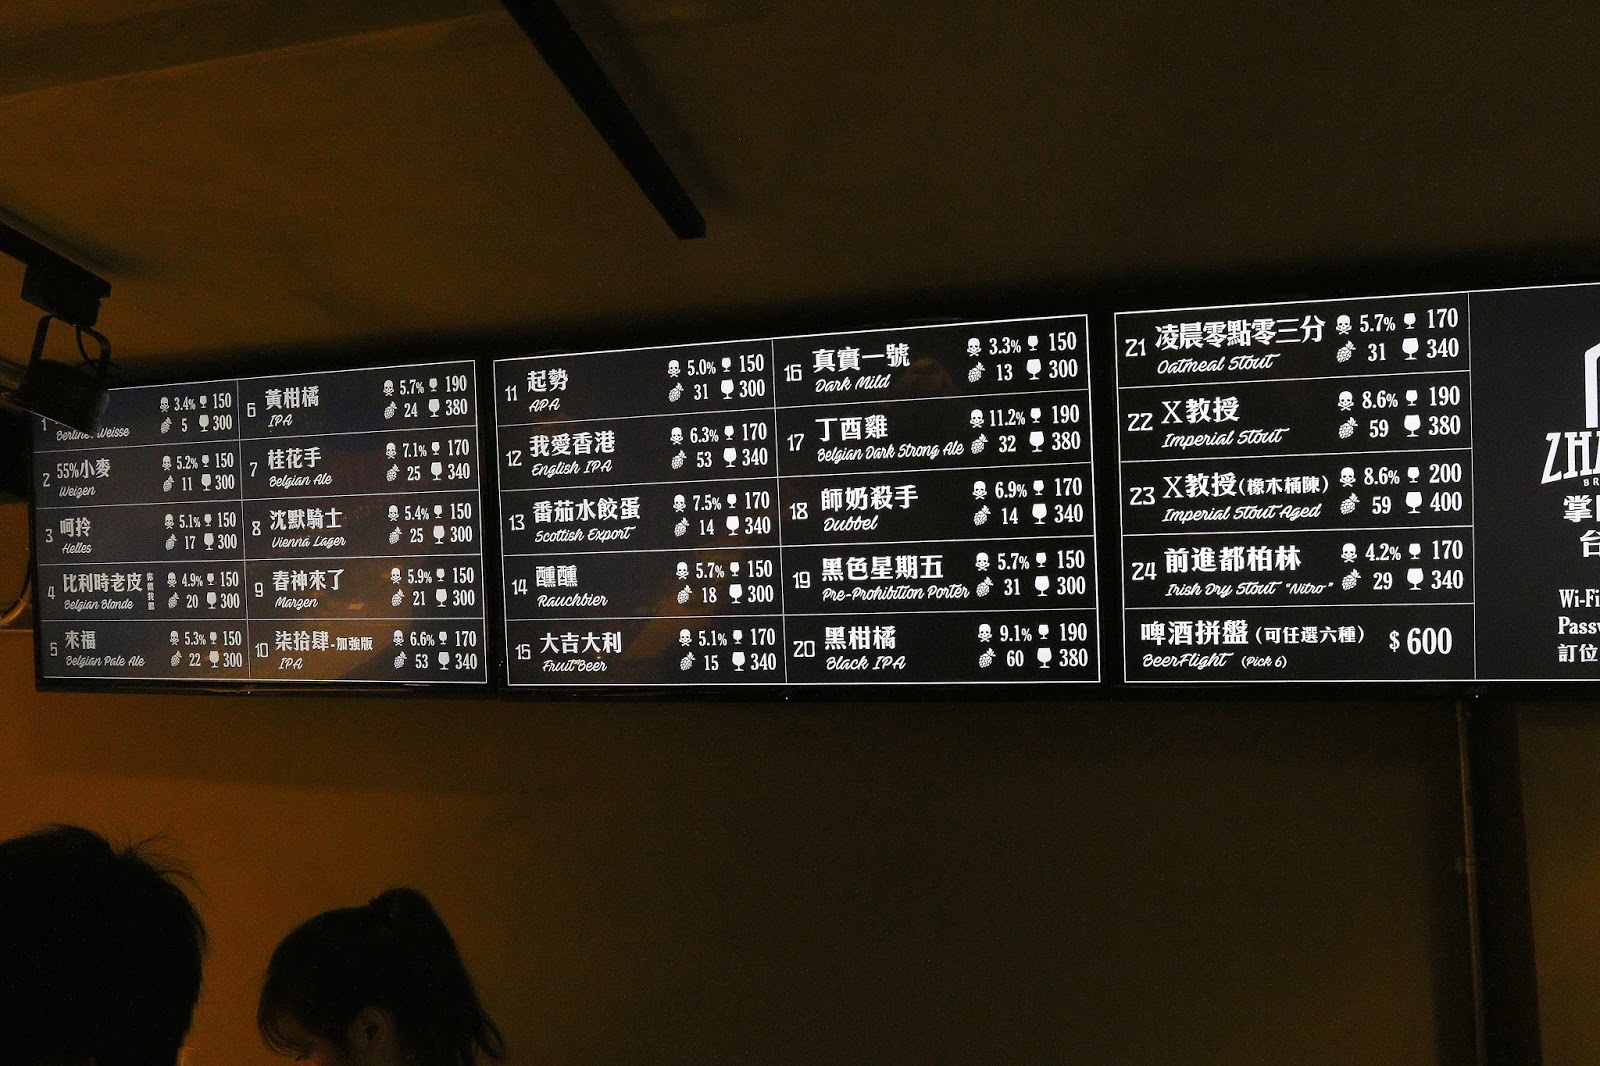 1
3.4% 150
Berliner Weisse
5 300
2 55%小麥
5.2% 150
Weizen
11 300
3 呵拎
5.1% 150
Helles
17 300
4 比利時老皮
4.9% 150
Belgian Blonde
20 300
5 來福
5.3% 150
Belgian Pale Ale
22 300
6 黃柑橘
5.7% 190
IPA
24 380
7 桂花手
7.1% 170
Belgian Ale
25 340
8 沈默騎士
5.4% 150
Vienna Lager
25 300
9 春神來了
5.9% 150
Marzen
21 300
10 柒拾肆-加強版
6.6% 170
IPA
53 340
11 起勢
5.0% 150
APA
31 300
12 我愛香港
6.3% 170
English IPA
53 340
13 番茄水餃蛋
7.5% 170
Scottish Export
14 340
14 醺醺
5.7% 150
Rauchbier
18 300
15 大吉大利
5.1% 170
Fruit Beer
15 340
16 真實一號
3.3% 150
Dark Mild
13 300
17 丁酉雞
11.2% 190
Belgian Dark Strong Ale
32 380
18 師奶殺手
6.9% 170
Dubbel
14 340
19 黑色星期五
5.7% 150
Pre-Prohibition Porter
31 300
20 黑柑橘
9.1% 190
Black IPA
60 380
21 凌晨零點零三分
5.7% 170
Oatmeal Stout
31 340
22 X教授
8.6% 190
Imperial Stout
59 380
23 X教授(橡木桶陳)
8.6% 200
Imperial Stout Aged
59 400
24 前進都柏林
4.2% 170
Irish Dry Stout "Nitro"
29 340
啤酒拼盤 (可任選六種) $600
BeerFlight (Pick 6)
ZHA
BR
掌
台
Wi-Fi
Passw
訂位